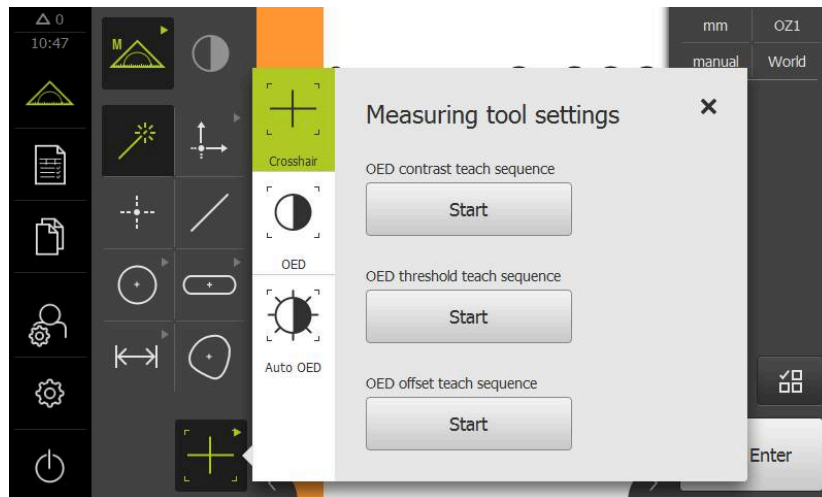 0
10:47
M
mm
OZ1
manual
World
Crosshair
OED
Auto OED
Measuring tool settings
OED contrast teach sequence
Start
OED threshold teach sequence
Start
OED offset teach sequence
Start
Enter